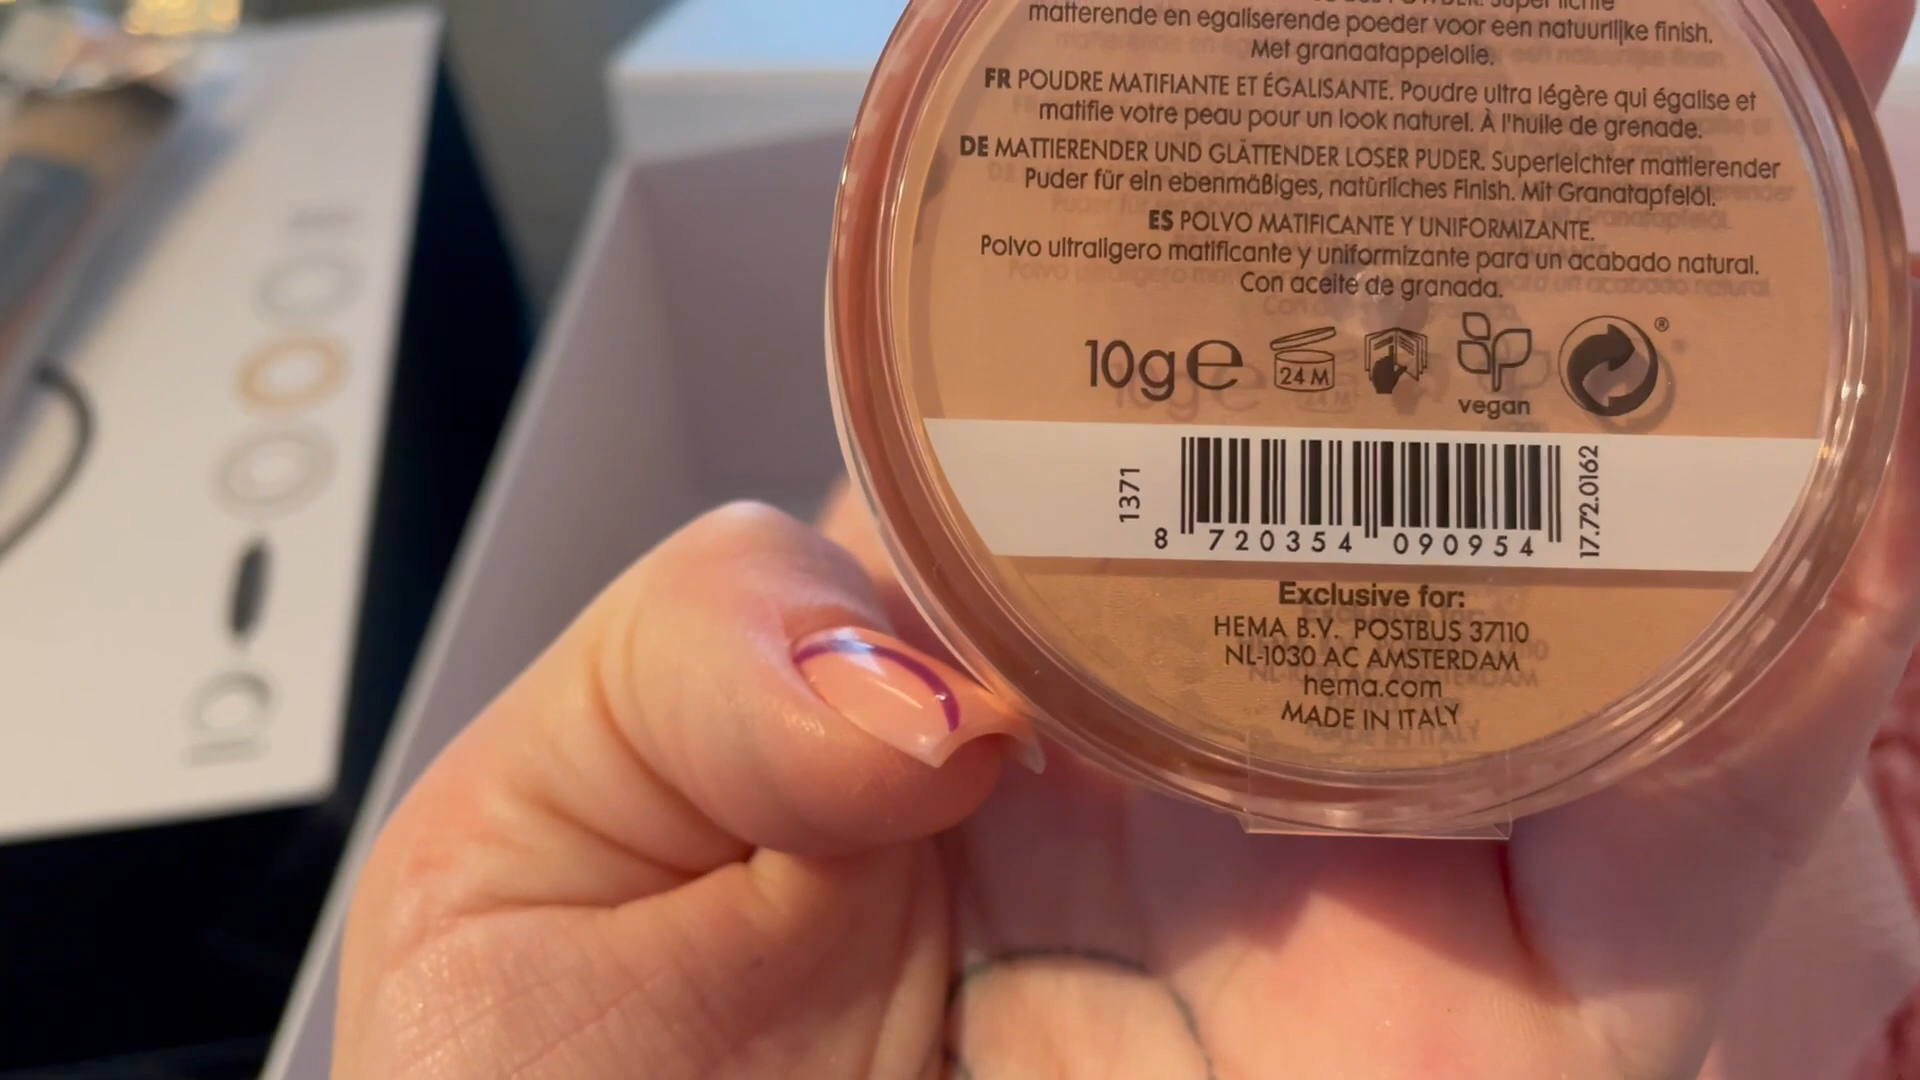 POWDER. Super lichte
matterende en egaliserende poeder voor een natuurlijke finish.
Met granaatappelolie.
FR POUDRE MATIFIANTE ET ÉGALISANTE. Poudre ultra légère qui égalise et
matifie votre peau pour un look naturel. À l'huile de grenade.
DE MATTIERENDER UND GLÄTTENDER LOSER PUDER. Superleichter mattierender
Puder für ein ebenmäßiges, natürliches Finish. Mit Granatapfelöl.
ES POLVO MATIFICANTE Y UNIFORMIZANTE.
Polvo ultraligero matificante y uniformizante para un acabado natural.
Con aceite de granada.
10g e 24 M
vegan
®
1371
8 720354 090954
17.72.0162
Exclusive for:
HEMA B.V. POSTBUS 37110
NL-1030 AC AMSTERDAM
hema.com
MADE IN ITALY